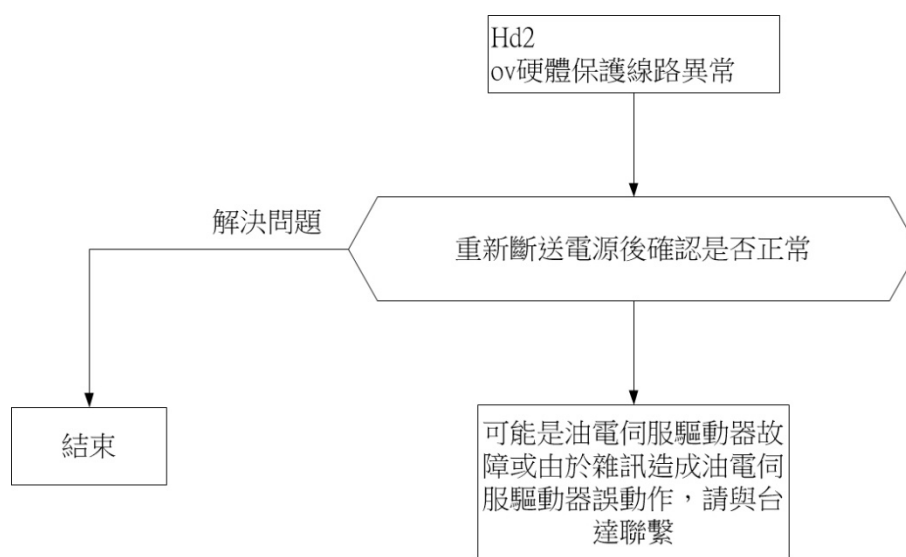 Hd2
ov硬體保護線路異常
解決問題
重新斷送電源後確認是否正常
結束
可能是油電伺服驅動器故
障或由於雜訊造成油電伺
服驅動器誤動作，請與台
達聯繫